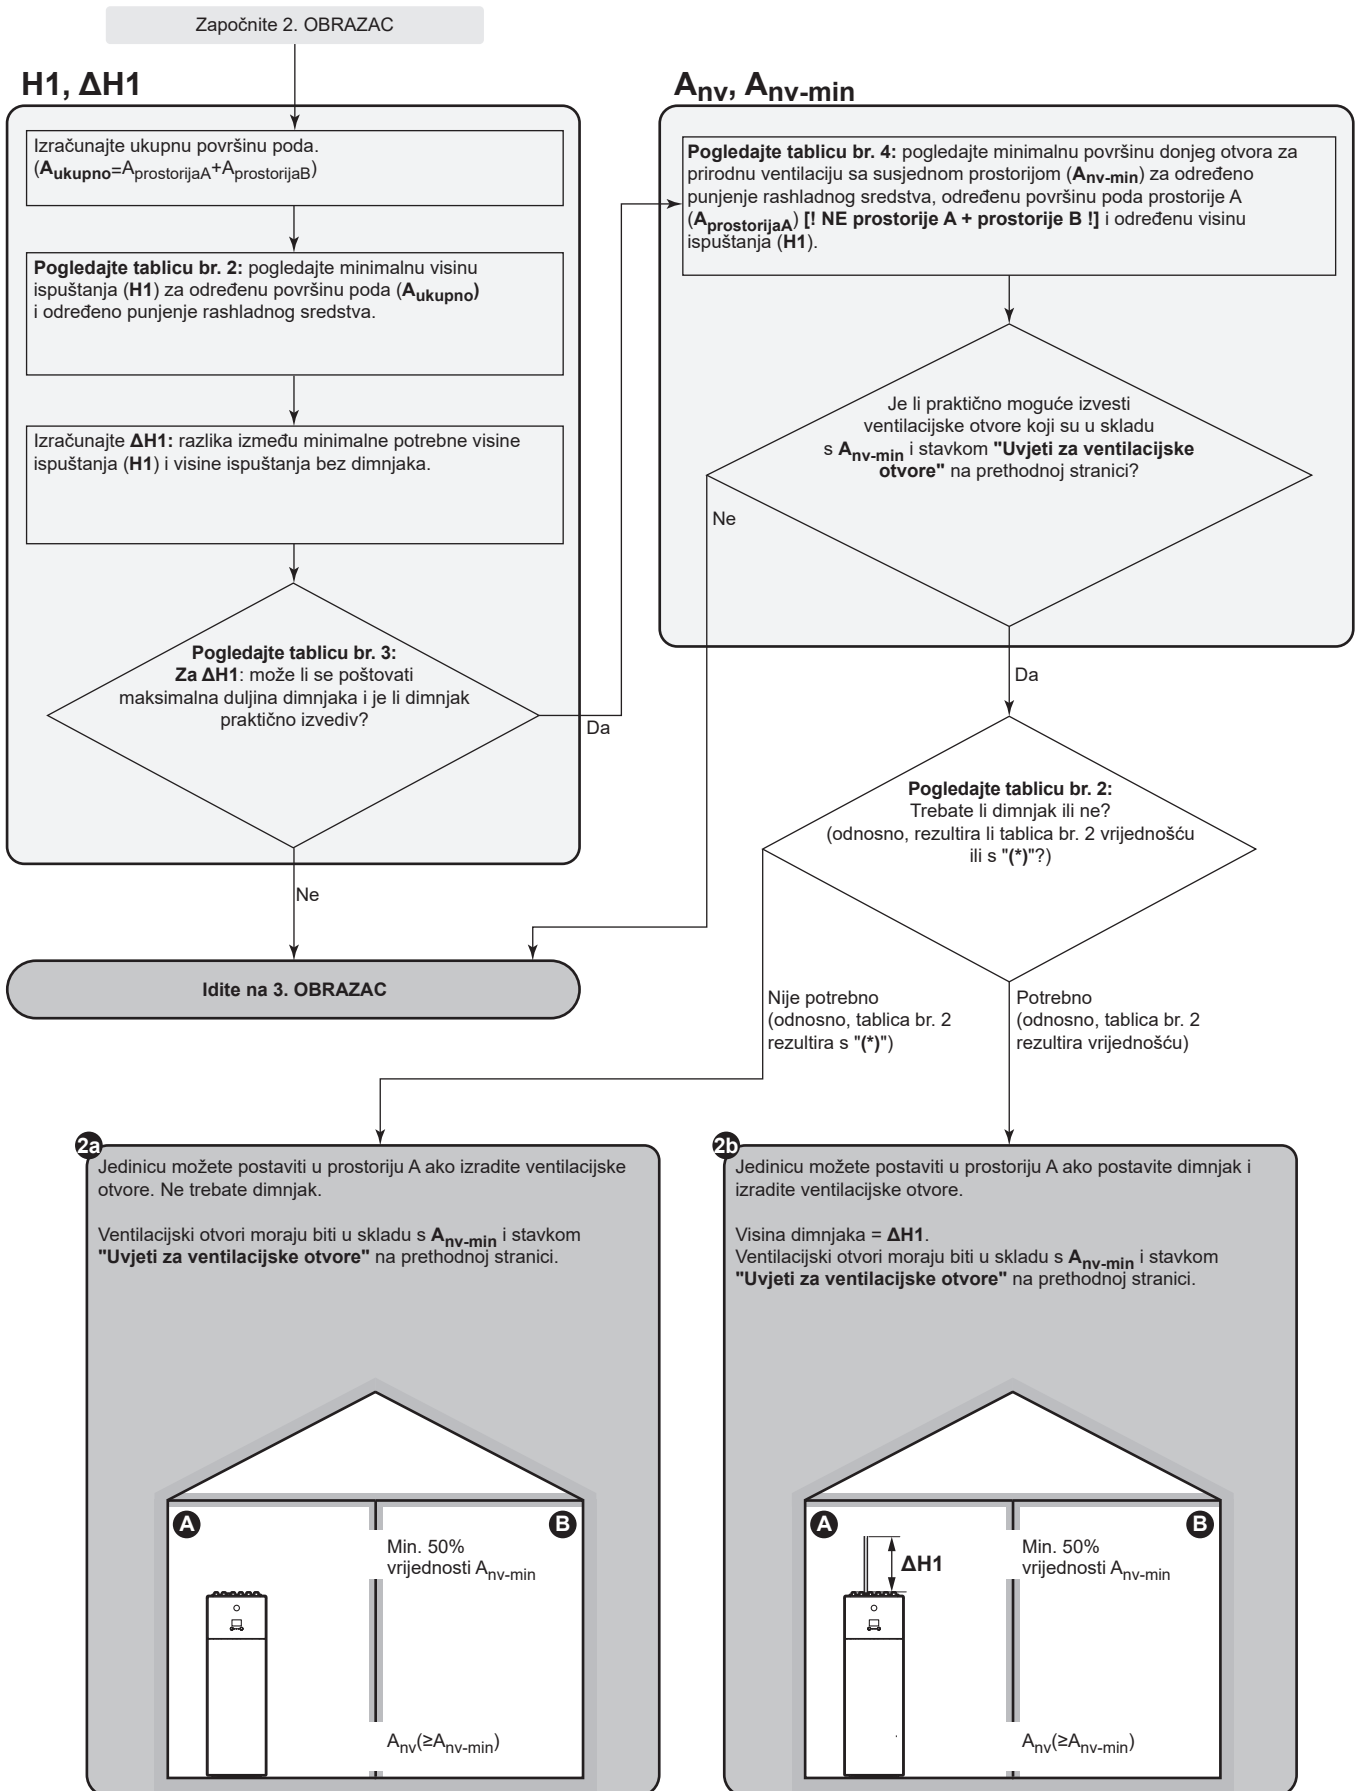 Započnite 2. OBRAZAC
H1, ΔH1
Izračunajte ukupnu površinu poda.
(Aukupno=AprostorijaA+AprostorijaB)
Pogledajte tablicu br. 2: pogledajte minimalnu visinu
ispuštanja (H1) za određenu površinu poda (Aukupno)
i određeno punjenje rashladnog sredstva.
Izračunajte ΔH1: razlika između minimalne potrebne visine
ispuštanja (H1) i visine ispuštanja bez dimnjaka.
Pogledajte tablicu br. 3:
Za ΔH1: može li se poštovati
maksimalna duljina dimnjaka i je li dimnjak
praktično izvediv?
Da
Ne
Idite na 3. OBRAZAC
Anv, Anv-min
Pogledajte tablicu br. 4: pogledajte minimalnu površinu donjeg otvora za
prirodnu ventilaciju sa susjednom prostorijom (Anv-min) za određeno
punjenje rashladnog sredstva, određenu površinu poda prostorije A
(AprostorijaA) [! NE prostorije A + prostorije B !] i određenu visinu
ispuštanja (H1).
Je li praktično moguće izvesti
ventilacijske otvore koji su u skladu
s Anv-min i stavkom "Uvjeti za ventilacijske
otvore" na prethodnoj stranici?
Ne
Da
Pogledajte tablicu br. 2:
Trebate li dimnjak ili ne?
(odnosno, rezultira li tablica br. 2 vrijednošću
ili s "(*)"?)
Nije potrebno
(odnosno, tablica br. 2
rezultira s "(*)")
Potrebno
(odnosno, tablica br. 2
rezultira vrijednošću)
2a
Jedinicu možete postaviti u prostoriju A ako izradite ventilacijske
otvore. Ne trebate dimnjak.
Ventilacijski otvori moraju biti u skladu s Anv-min i stavkom
"Uvjeti za ventilacijske otvore" na prethodnoj stranici.
A
B
Min. 50%
vrijednosti Anv-min
Anv(≥Anv-min)
2b
Jedinicu možete postaviti u prostoriju A ako postavite dimnjak i
izradite ventilacijske otvore.
Visina dimnjaka = ΔH1.
Ventilacijski otvori moraju biti u skladu s Anv-min i stavkom
"Uvjeti za ventilacijske otvore" na prethodnoj stranici.
A
B
ΔH1
Min. 50%
vrijednosti Anv-min
Anv(≥Anv-min)